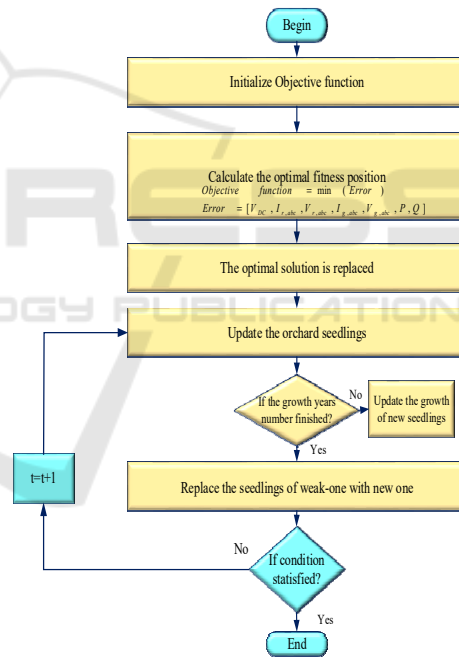 Begin
Initialize Objective function
Calculate the optimal fitness position
Objective function = min (Error)
Error = [V_DC, I_r,abc, V_r,abc, I_g,abc, V_g,abc, P, Q]
The optimal solution is replaced
Update the orchard seedlings
If the growth years
number finished?
No
Update the growth
of new seedlings
Yes
t=t+1
Replace the seedlings of weak-one with new one
No
If condition
statisfied?
Yes
End
RESS
OGY PUBLICATION